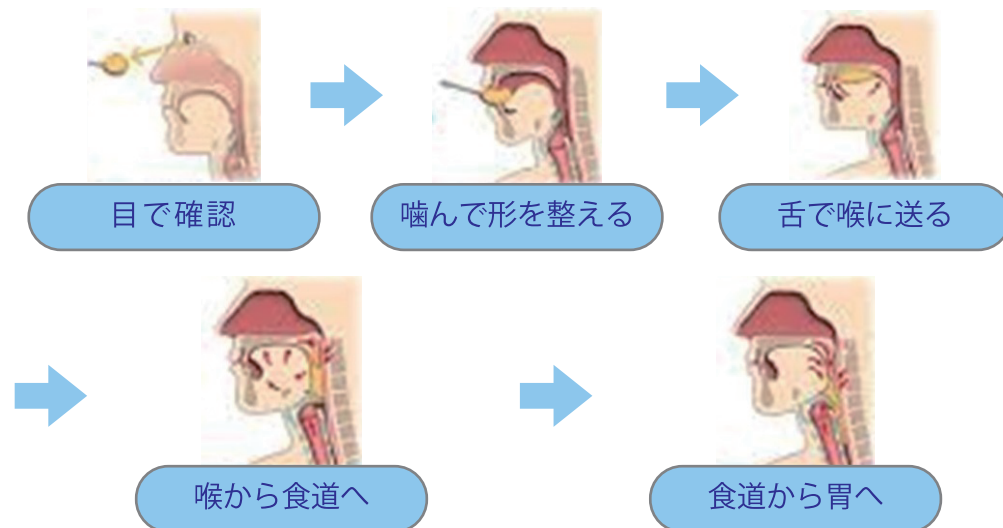 目で確認
噛んで形を整える
舌で喉に送る
喉から食道へ
食道から胃へ